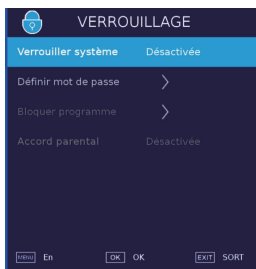 VERROUILLAGE
Verrouiller système Désactivée
Définir mot de passe
Bloquer programme
Accord parental Désactivée
MENU En OK OK EXIT SORT